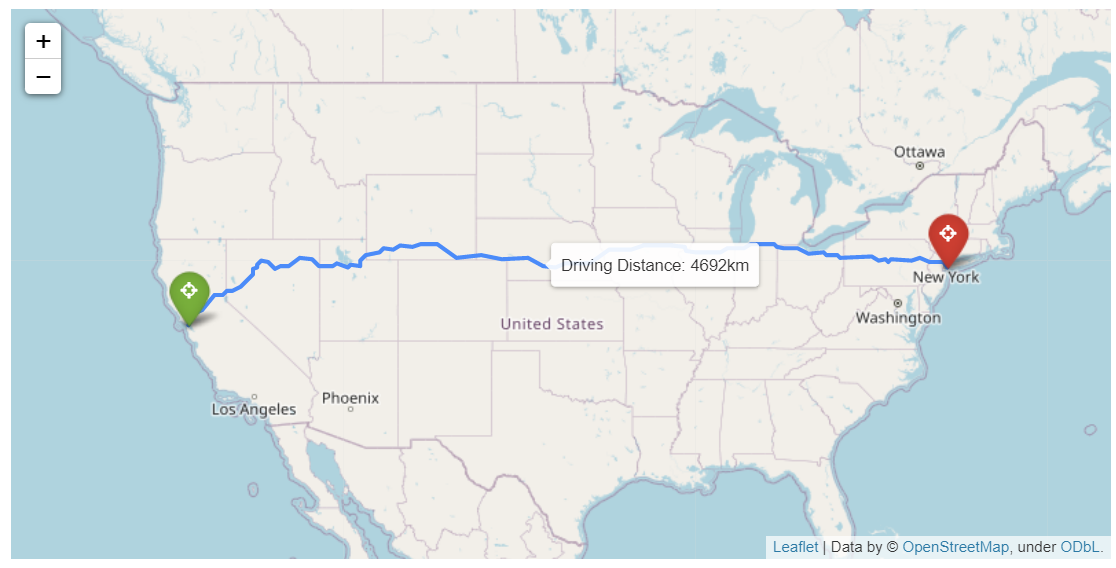 +
−
Ottawa
Driving Distance: 4692km
New York
Washington
United States
Phoenix
Los Angeles
Leaflet | Data by © OpenStreetMap, under ODbL.